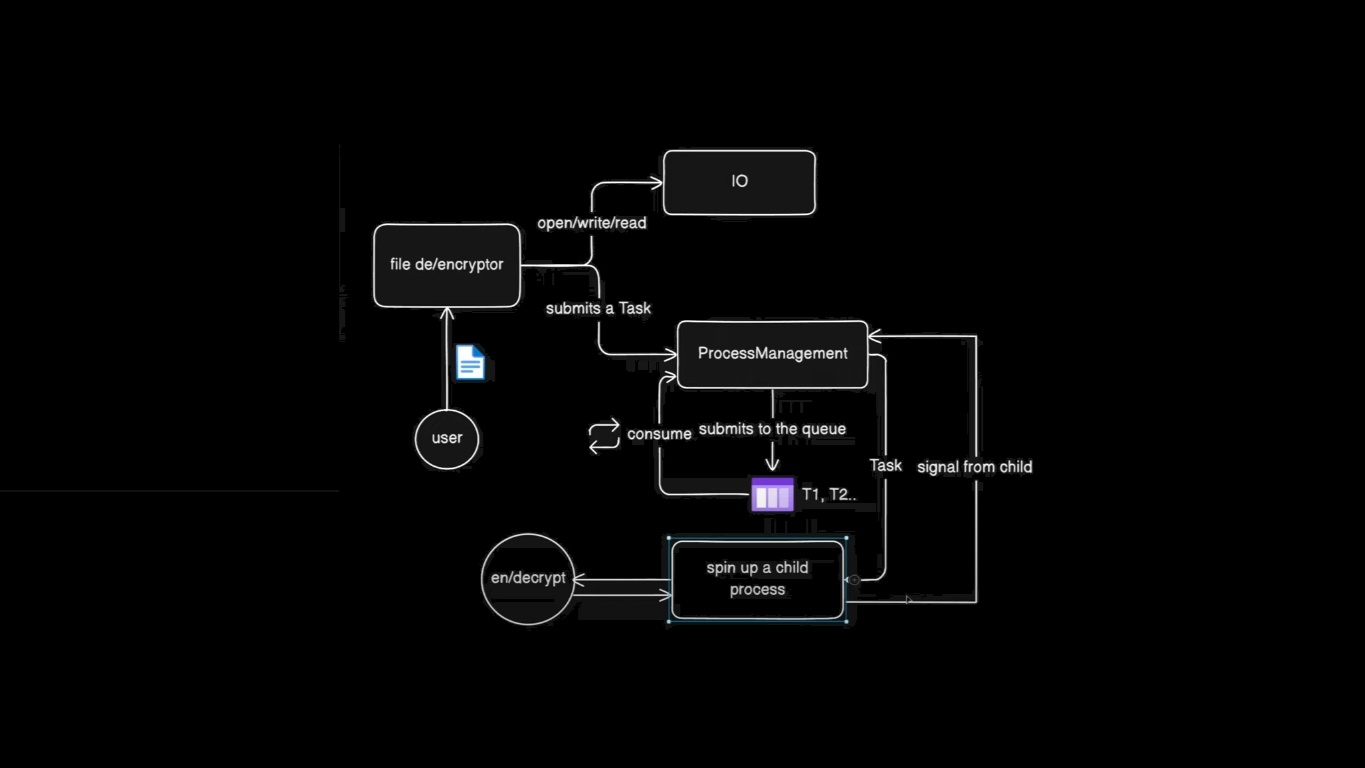 IO
open/write/read
file de/encryptor
submits a Task
ProcessManagement
user
consume
submits to the queue
Task
signal from child
T1, T2..
en/decrypt
spin up a child
process